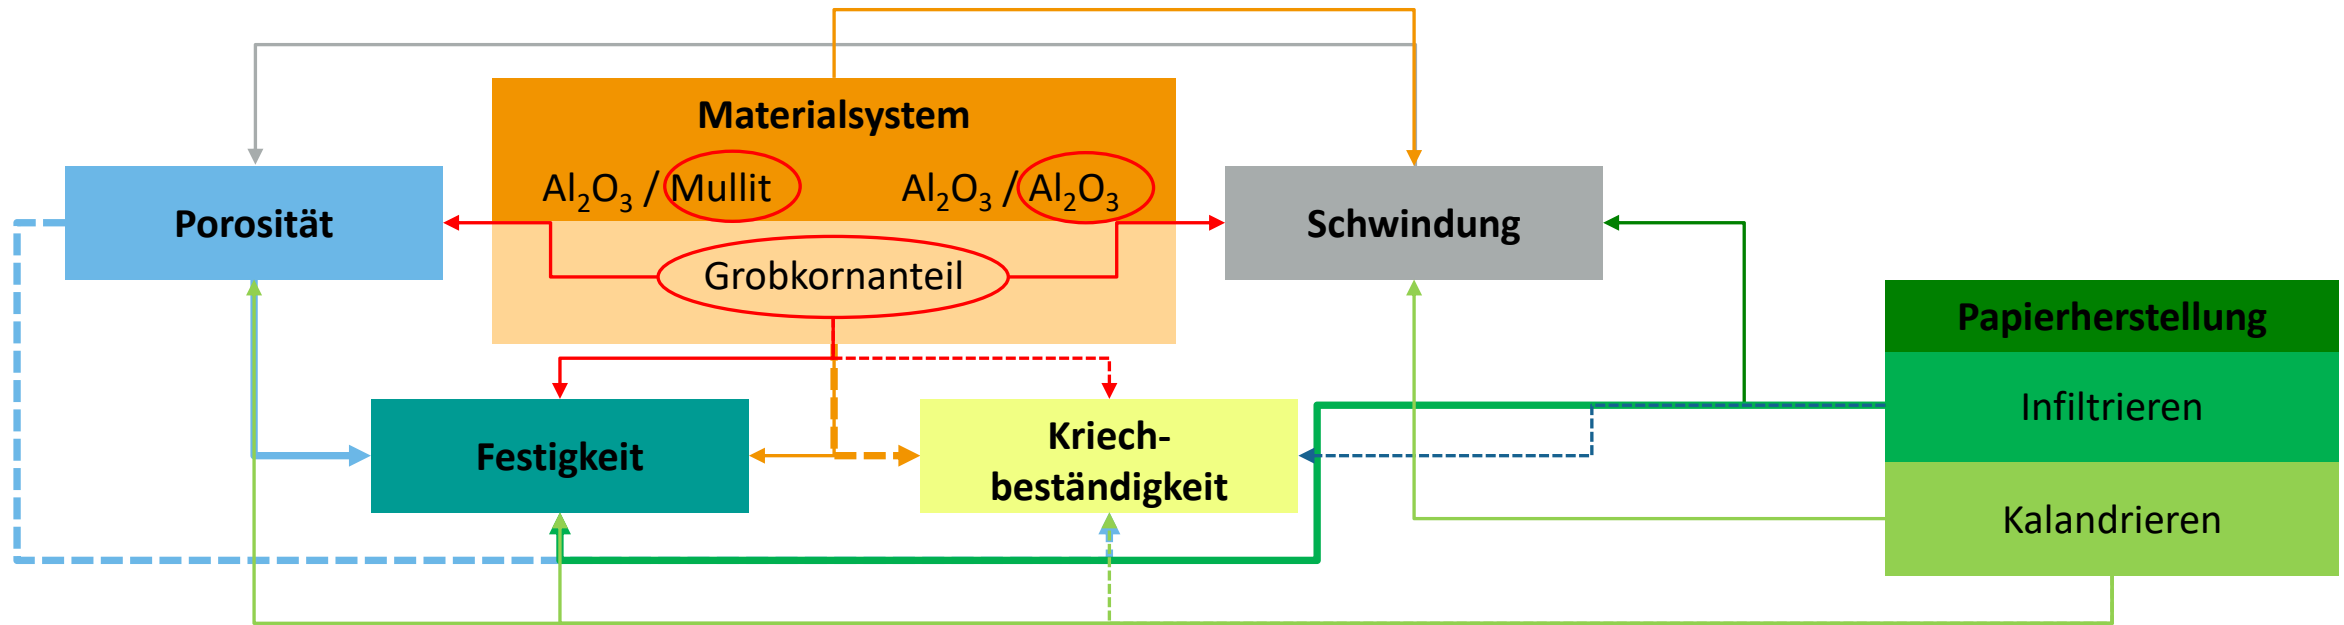 Materialsystem
Al₂O₃ / Mullit
Al₂O₃ / Al₂O₃
Porosität
Schwindung
Grobkornanteil
Papierherstellung
Infiltrieren
Festigkeit
Kriech-
beständigkeit
Kalandrieren